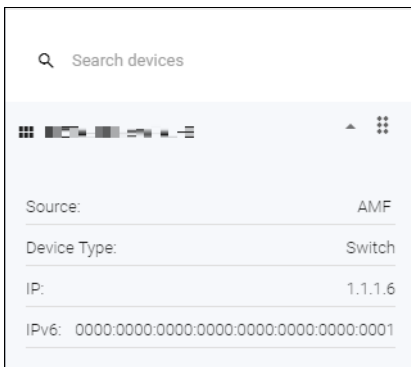 Search devices
Source: AMF
Device Type: Switch
IP: 1.1.1.6
IPv6: 0000:0000:0000:0000:0000:0000:0000:0001